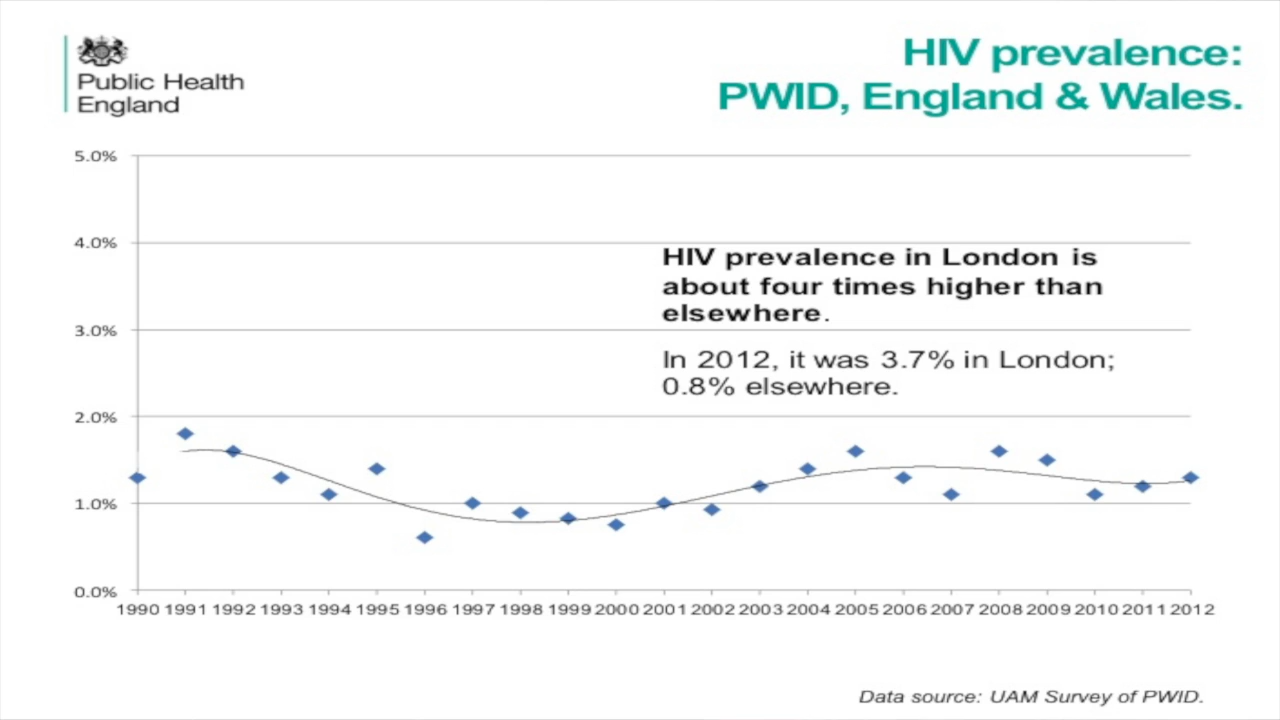 Public Health
England
HIV prevalence:
PWID, England & Wales.
5.0%
4.0%
3.0%
2.0%
1.0%
0.0%
HIV prevalence in London is
about four times higher than
elsewhere.
In 2012, it was 3.7% in London;
0.8% elsewhere.
1990 1991 1992 1993 1994 1995 1996 1997 1998 1999 2000 2001 2002 2003 2004 2005 2006 2007 2008 2009 2010 2011 2012
Data source: UAM Survey of PWID.